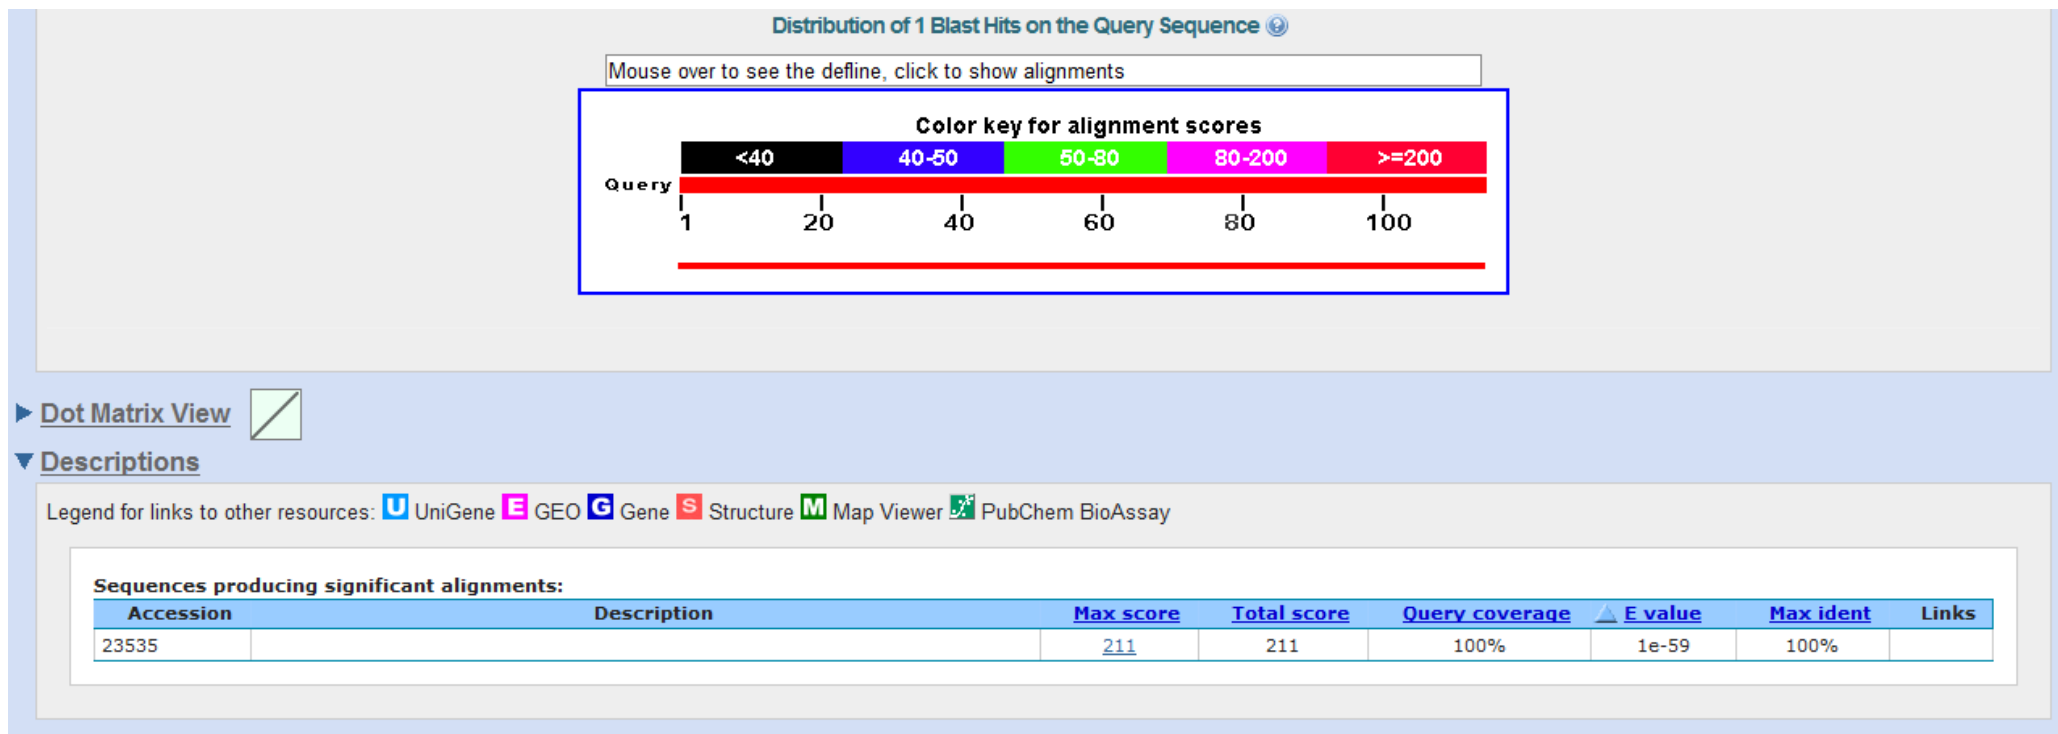 Distribution of 1 Blast Hits on the Query Sequence ?
Mouse over to see the defline, click to show alignments
Color key for alignment scores
<40 40-50 50-80 80-200 >=200
Query
1 20 40 60 80 100
Dot Matrix View
Descriptions
Legend for links to other resources: U UniGene E GEO G Gene S Structure M Map Viewer PubChem BioAssay
Sequences producing significant alignments:
Accession Description Max score Total score Query coverage E value Max ident Links
23535 211 211 100% 1e-59 100%